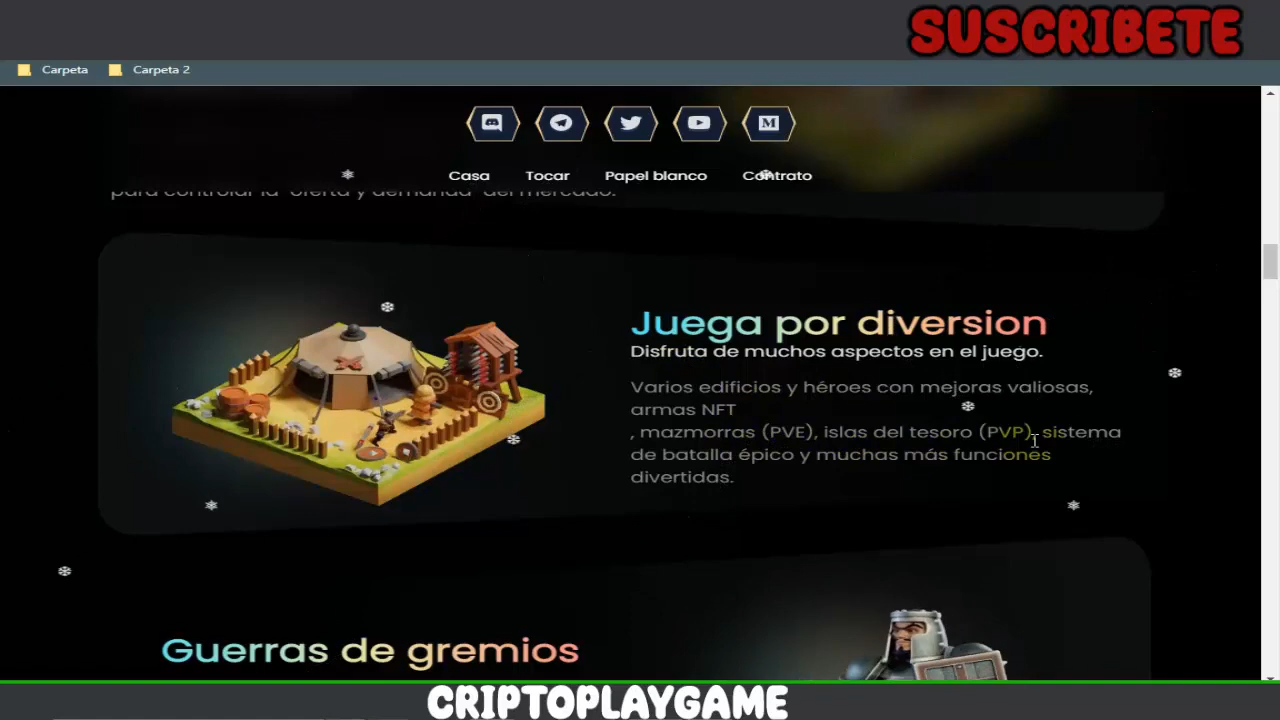 SUSCRIBETE
Carpeta Carpeta 2
Casa Tocar Papel blanco Contrato
para controlar la "oferta y demanda" del mercado.
Juega por diversion
Disfruta de muchos aspectos en el juego.
Varios edificios y héroes con mejoras valiosas,
armas NFT
, mazmorras (PVE), islas del tesoro (PVP), sistema
de batalla épico y muchas más funciones
divertidas.
Guerras de gremios
CRIPTOPLAYGAME